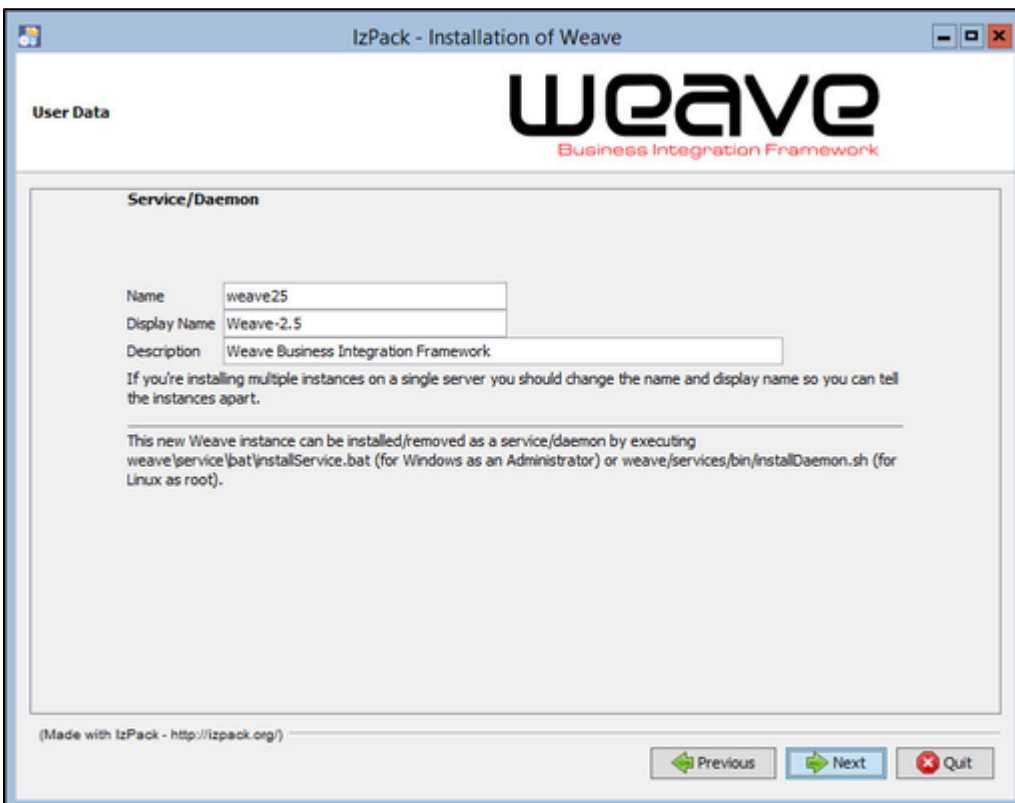 IzPack - Installation of Weave
User Data
weave
Business Integration Framework
Service/Daemon
Name weave25
Display Name Weave-2.5
Description Weave Business Integration Framework
If you're installing multiple instances on a single server you should change the name and display name so you can tell
the instances apart.
This new Weave instance can be installed/removed as a service/daemon by executing
weave\service\bat\installService.bat (for Windows as an Administrator) or weave/services/bin/installDaemon.sh (for
Linux as root).
(Made with IzPack - http://izpack.org/)
Previous Next Quit